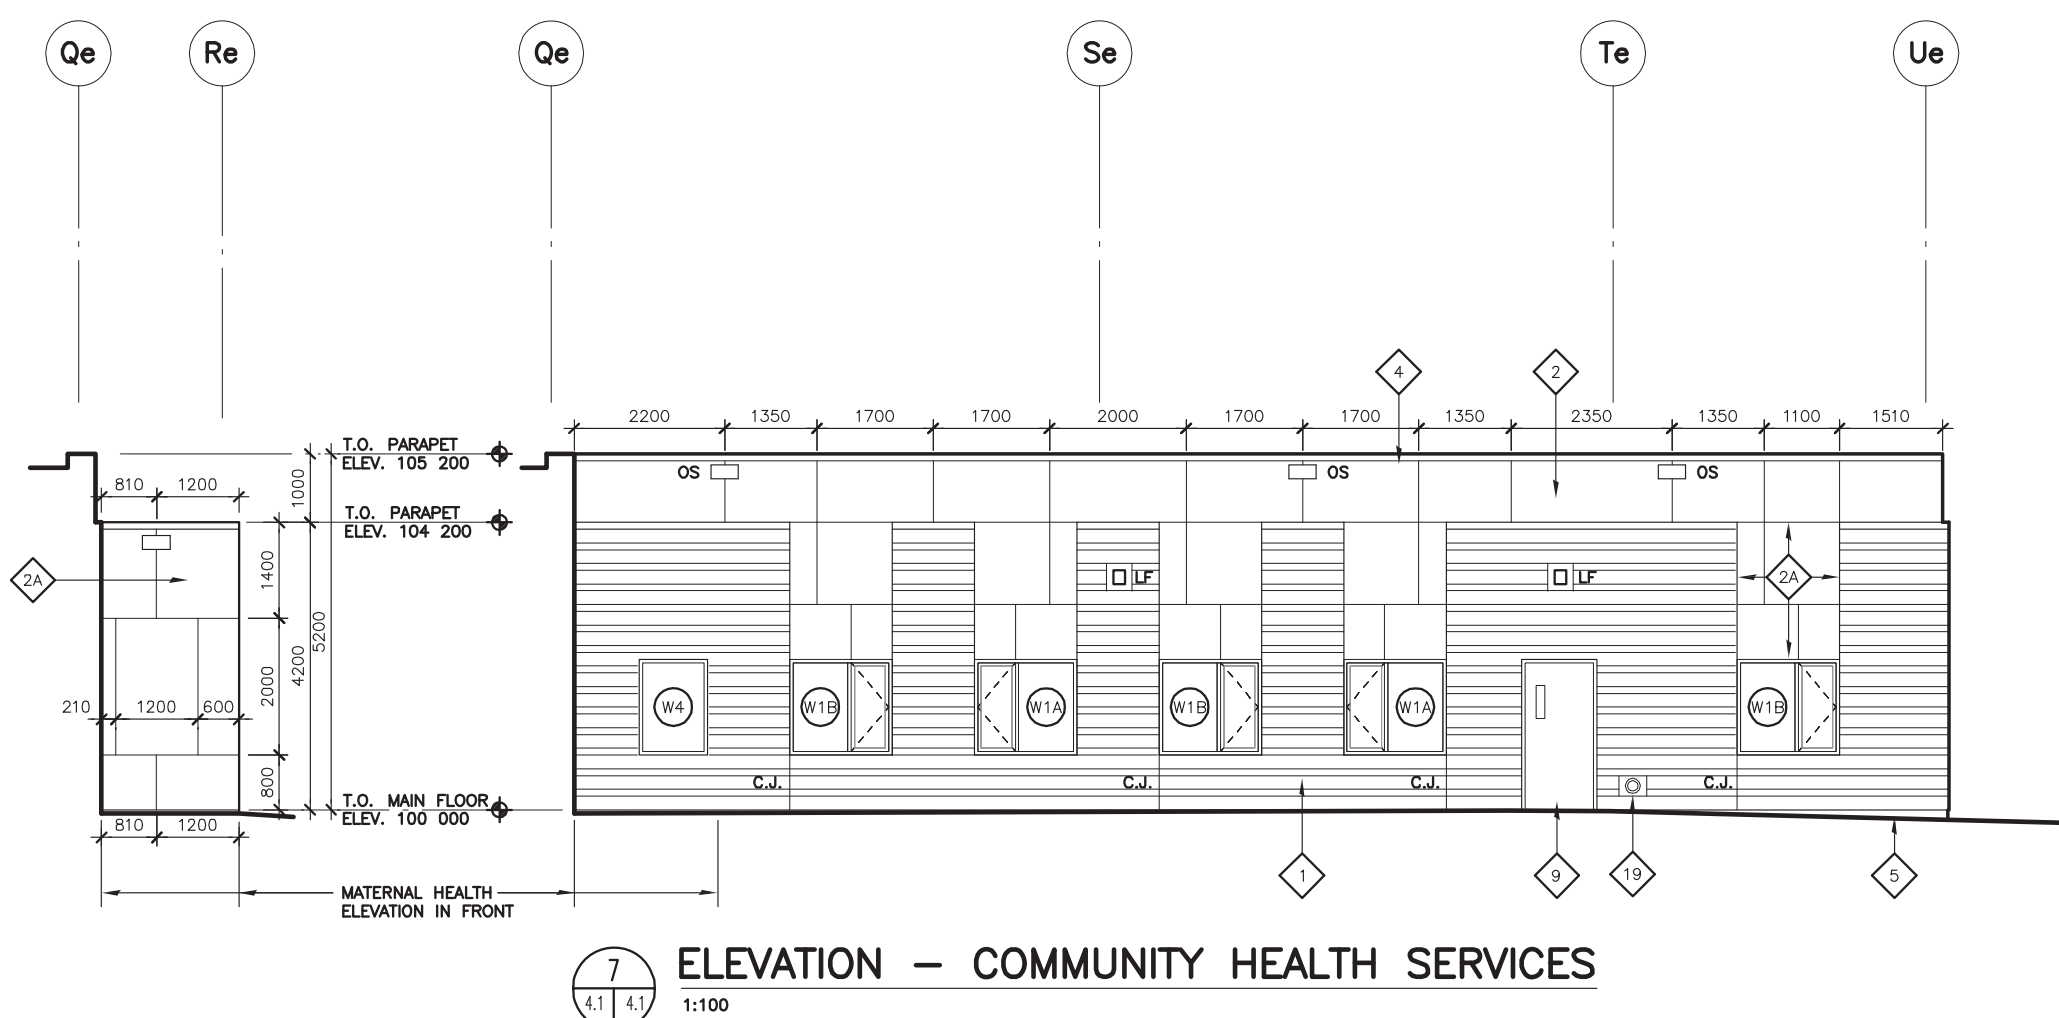 Qe Re Qe Se Te Ue
4 2
2200 1350 1700 1700 2000 1700 1700 1350 2350 1350 1100 1510
T.O. PARAPET
ELEV. 105 200
OS OS OS
810 1200 1000
T.O. PARAPET
ELEV. 104 200
2A 1400 LF LF 2A
5200
4200
2000
210 1200 600 W4 W1B W1A W1B W1A W1B
800 C.J. C.J. C.J. C.J.
T.O. MAIN FLOOR
ELEV. 100 000
810 1200
1 9 19 5
MATERNAL HEALTH
ELEVATION IN FRONT
7 ELEVATION – COMMUNITY HEALTH SERVICES
4.1 4.1 1:100